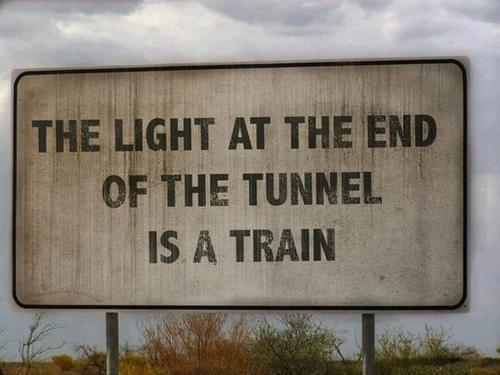 THE LIGHT AT THE END
OF THE TUNNEL
IS A TRAIN